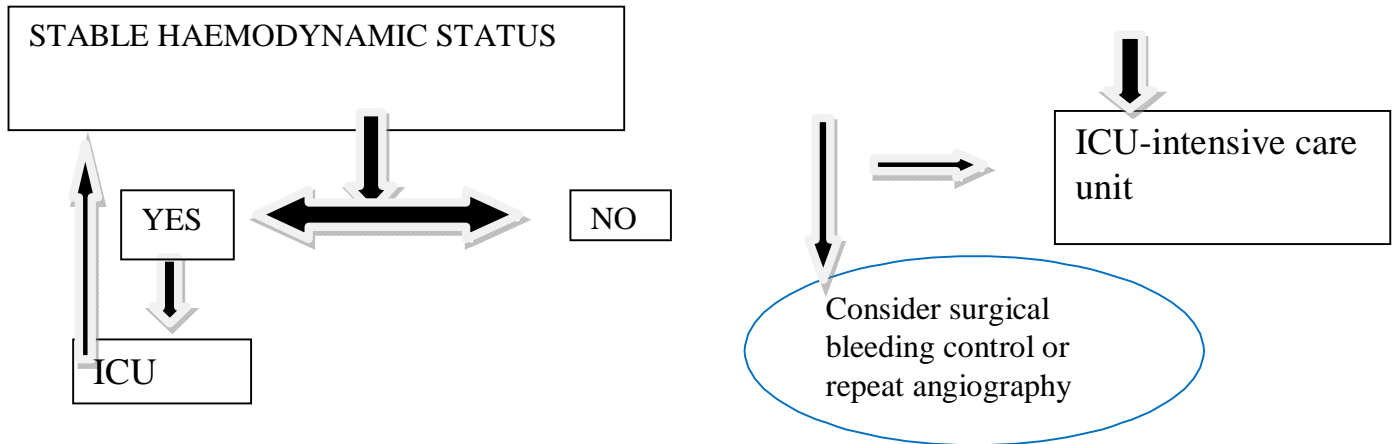 STABLE HAEMODYNAMIC STATUS
YES
NO
ICU
ICU-intensive care
unit
Consider surgical
bleeding control or
repeat angiography